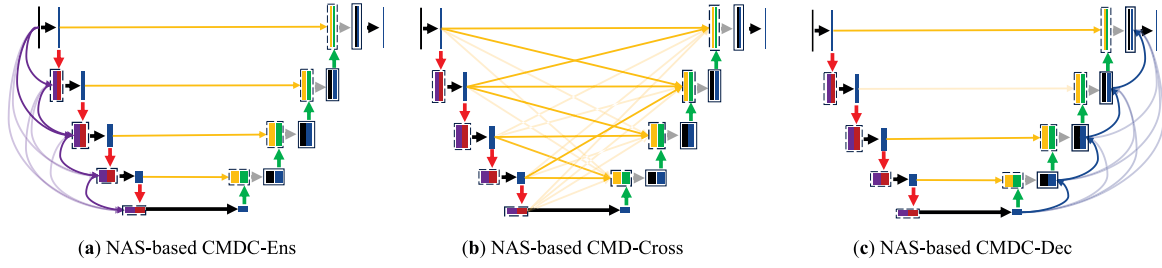 (a) NAS-based CMDC-Ens
(b) NAS-based CMD-Cross
(c) NAS-based CMDC-Dec